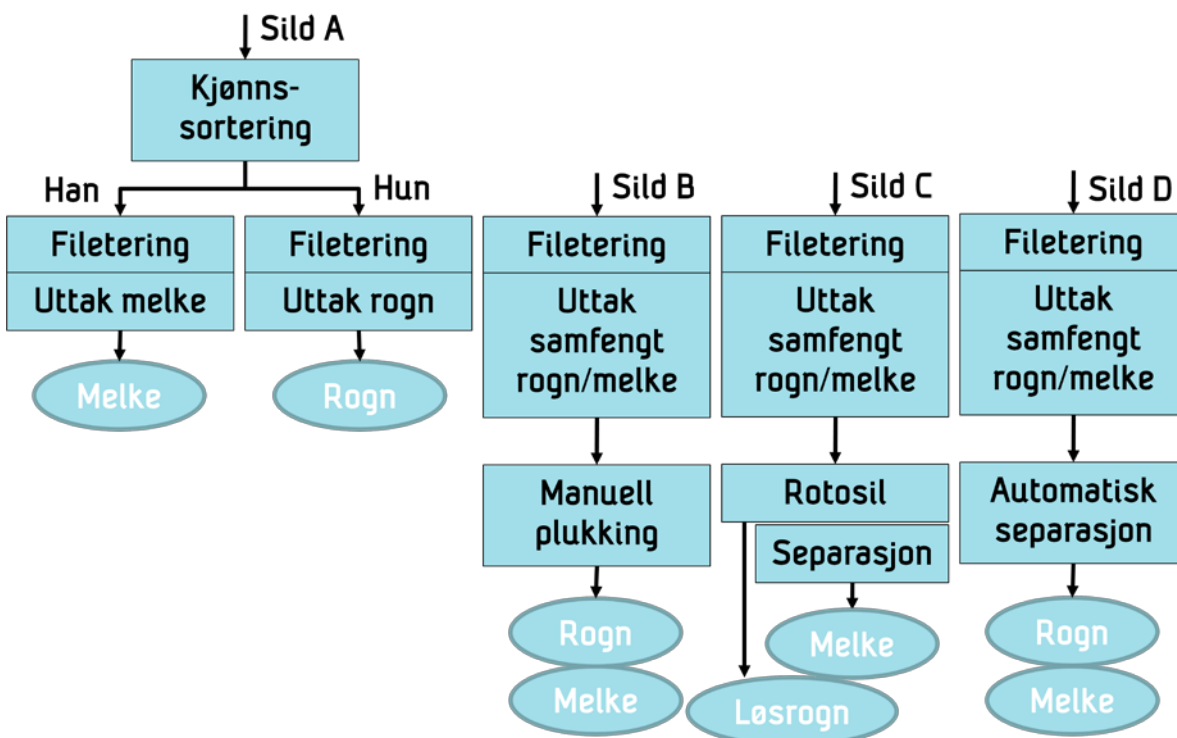 Sild A
Kjønns-
sortering
Han
Hun
Filetering
Uttak melke
Melke
Filetering
Uttak rogn
Rogn
Sild B
Filetering
Uttak
samfengt
rogn/melke
Manuell
plukking
Rogn
Melke
Sild C
Filetering
Uttak
samfengt
rogn/melke
Rotosil
Separasjon
Melke
Løsrogn
Sild D
Filetering
Uttak
samfengt
rogn/melke
Automatisk
separasjon
Rogn
Melke